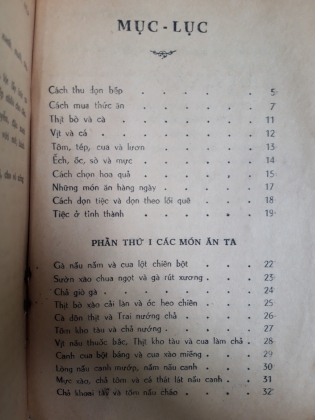 MỤC - LỤC
Cách thu dọn bếp . . . . 5
Cách mua thức ăn . . . . 7
Thịt bò và cà . . . . . 11
Vịt và cá . . . . . . 12
Tôm, tép, cua và lươn . . . . 13
Ếch, ốc, sò và mực . . . . 14
Cách chọn hoa quả . . . . 15
Những món ăn hàng ngày . . . . 17
Cách dọn tiệc và dọn theo lối quê . . 18
Tiệc ở tỉnh thành . . . . 19
PHẦN THỨ I CÁC MÓN ĂN TA
Gà nấu nấm và cua lột chiên bột . . . 22
Sườn xào chua ngọt và gà rút xương . . . 23
Chả giò gà . . . . . . 24
Thịt bò xào cải làn và óc heo chiên . . . 25
Cá đôn thịt và Trai nướng chả . . . 26
Tôm kho tàu và chả nướng . . . . 27
Vịt nấu thuốc bắc, Thịt kho tàu và cua làm chả . . 28
Canh cua bột báng và cua xào miếng . . . 29
Lòng nấu canh mướp, nấm nấu canh . . . 30
Mực xào, chả tôm và cá thát lát nấu canh . . 31
Chả khoai tây và tôm nấu cháo . . . 32